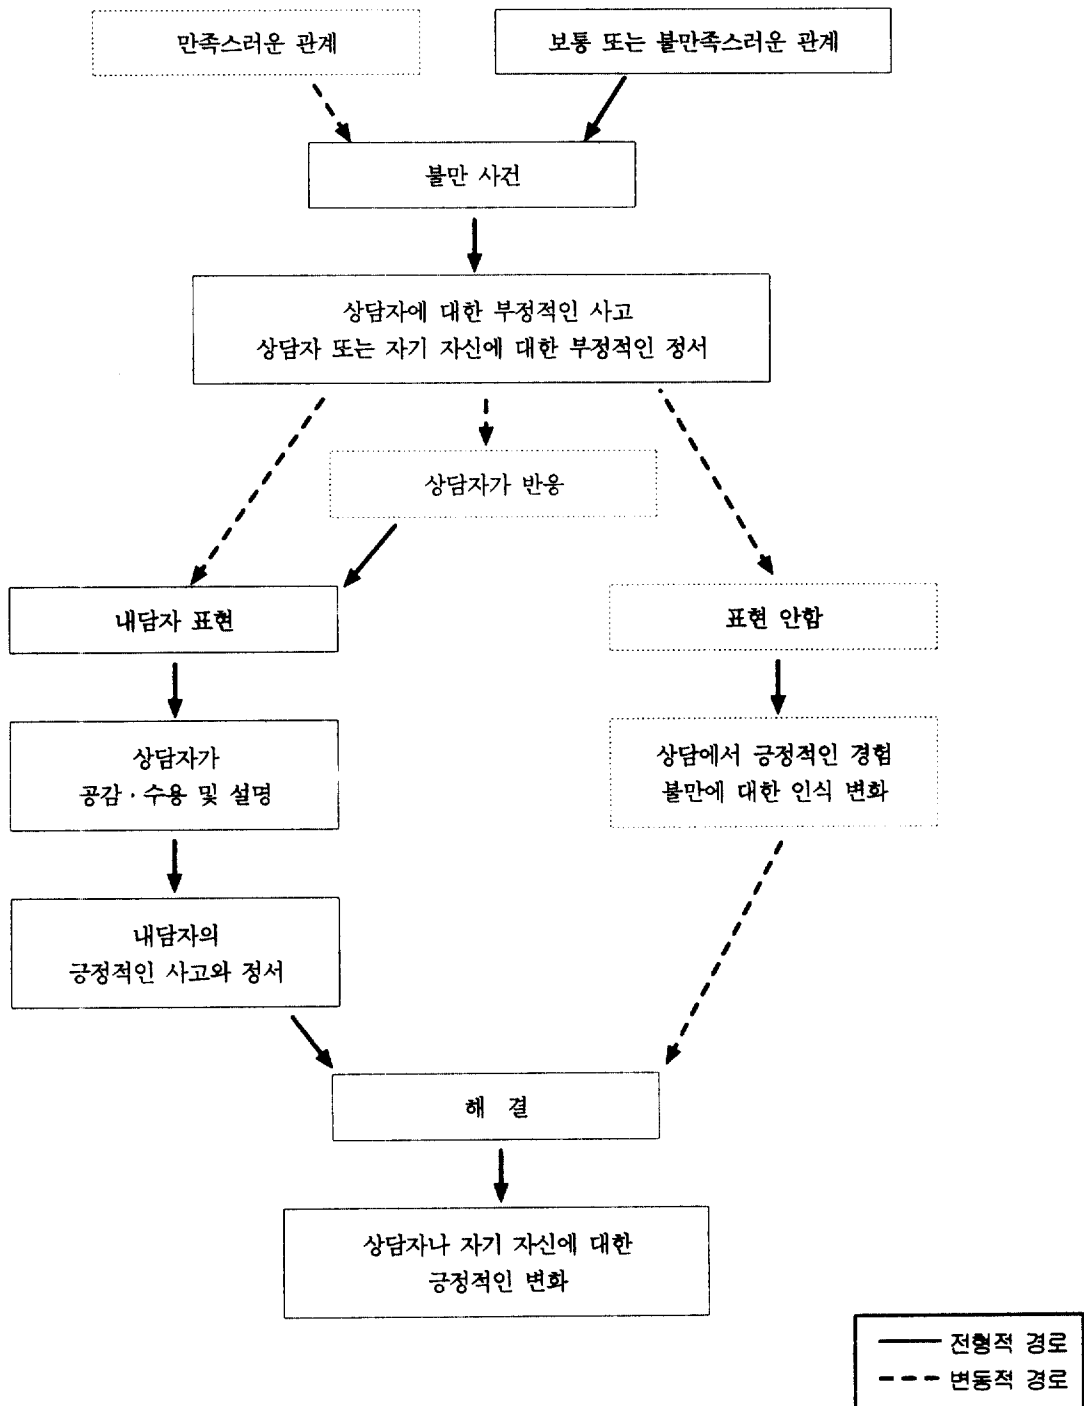 만족스러운 관계
보통 또는 불만족스러운 관계
불만 사건
상담자에 대한 부정적인 사고
상담자 또는 자기 자신에 대한 부정적인 정서
상담자가 반응
내담자 표현
표현 안함
상담자가
공감·수용 및 설명
상담에서 긍정적인 경험
불만에 대한 인식 변화
내담자의
긍정적인 사고와 정서
해 결
상담자나 자기 자신에 대한
긍정적인 변화
전형적 경로
변동적 경로